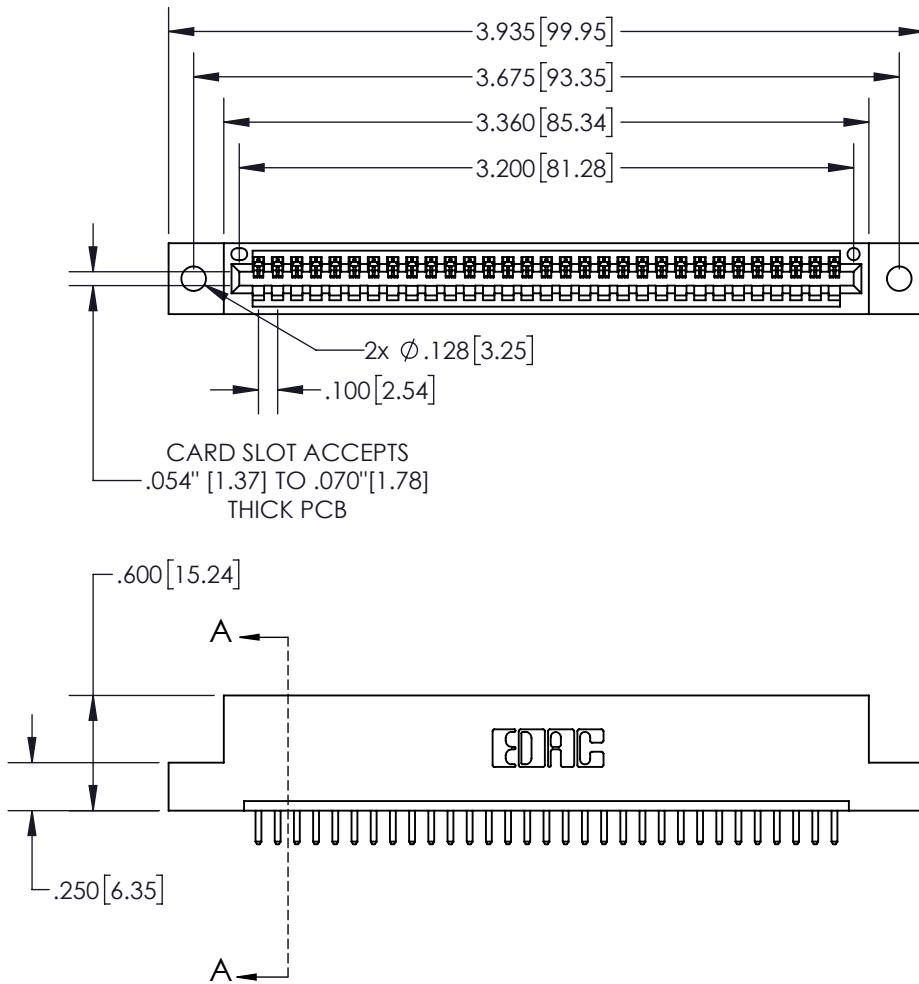 3.935[99.95]
3.675[93.35]
3.360[85.34]
3.200[81.28]
2x ∅.128[3.25]
.100[2.54]
CARD SLOT ACCEPTS
.054" [1.37] TO .070"[1.78]
THICK PCB
.600[15.24]
A
EDAC
.250[6.35]
A